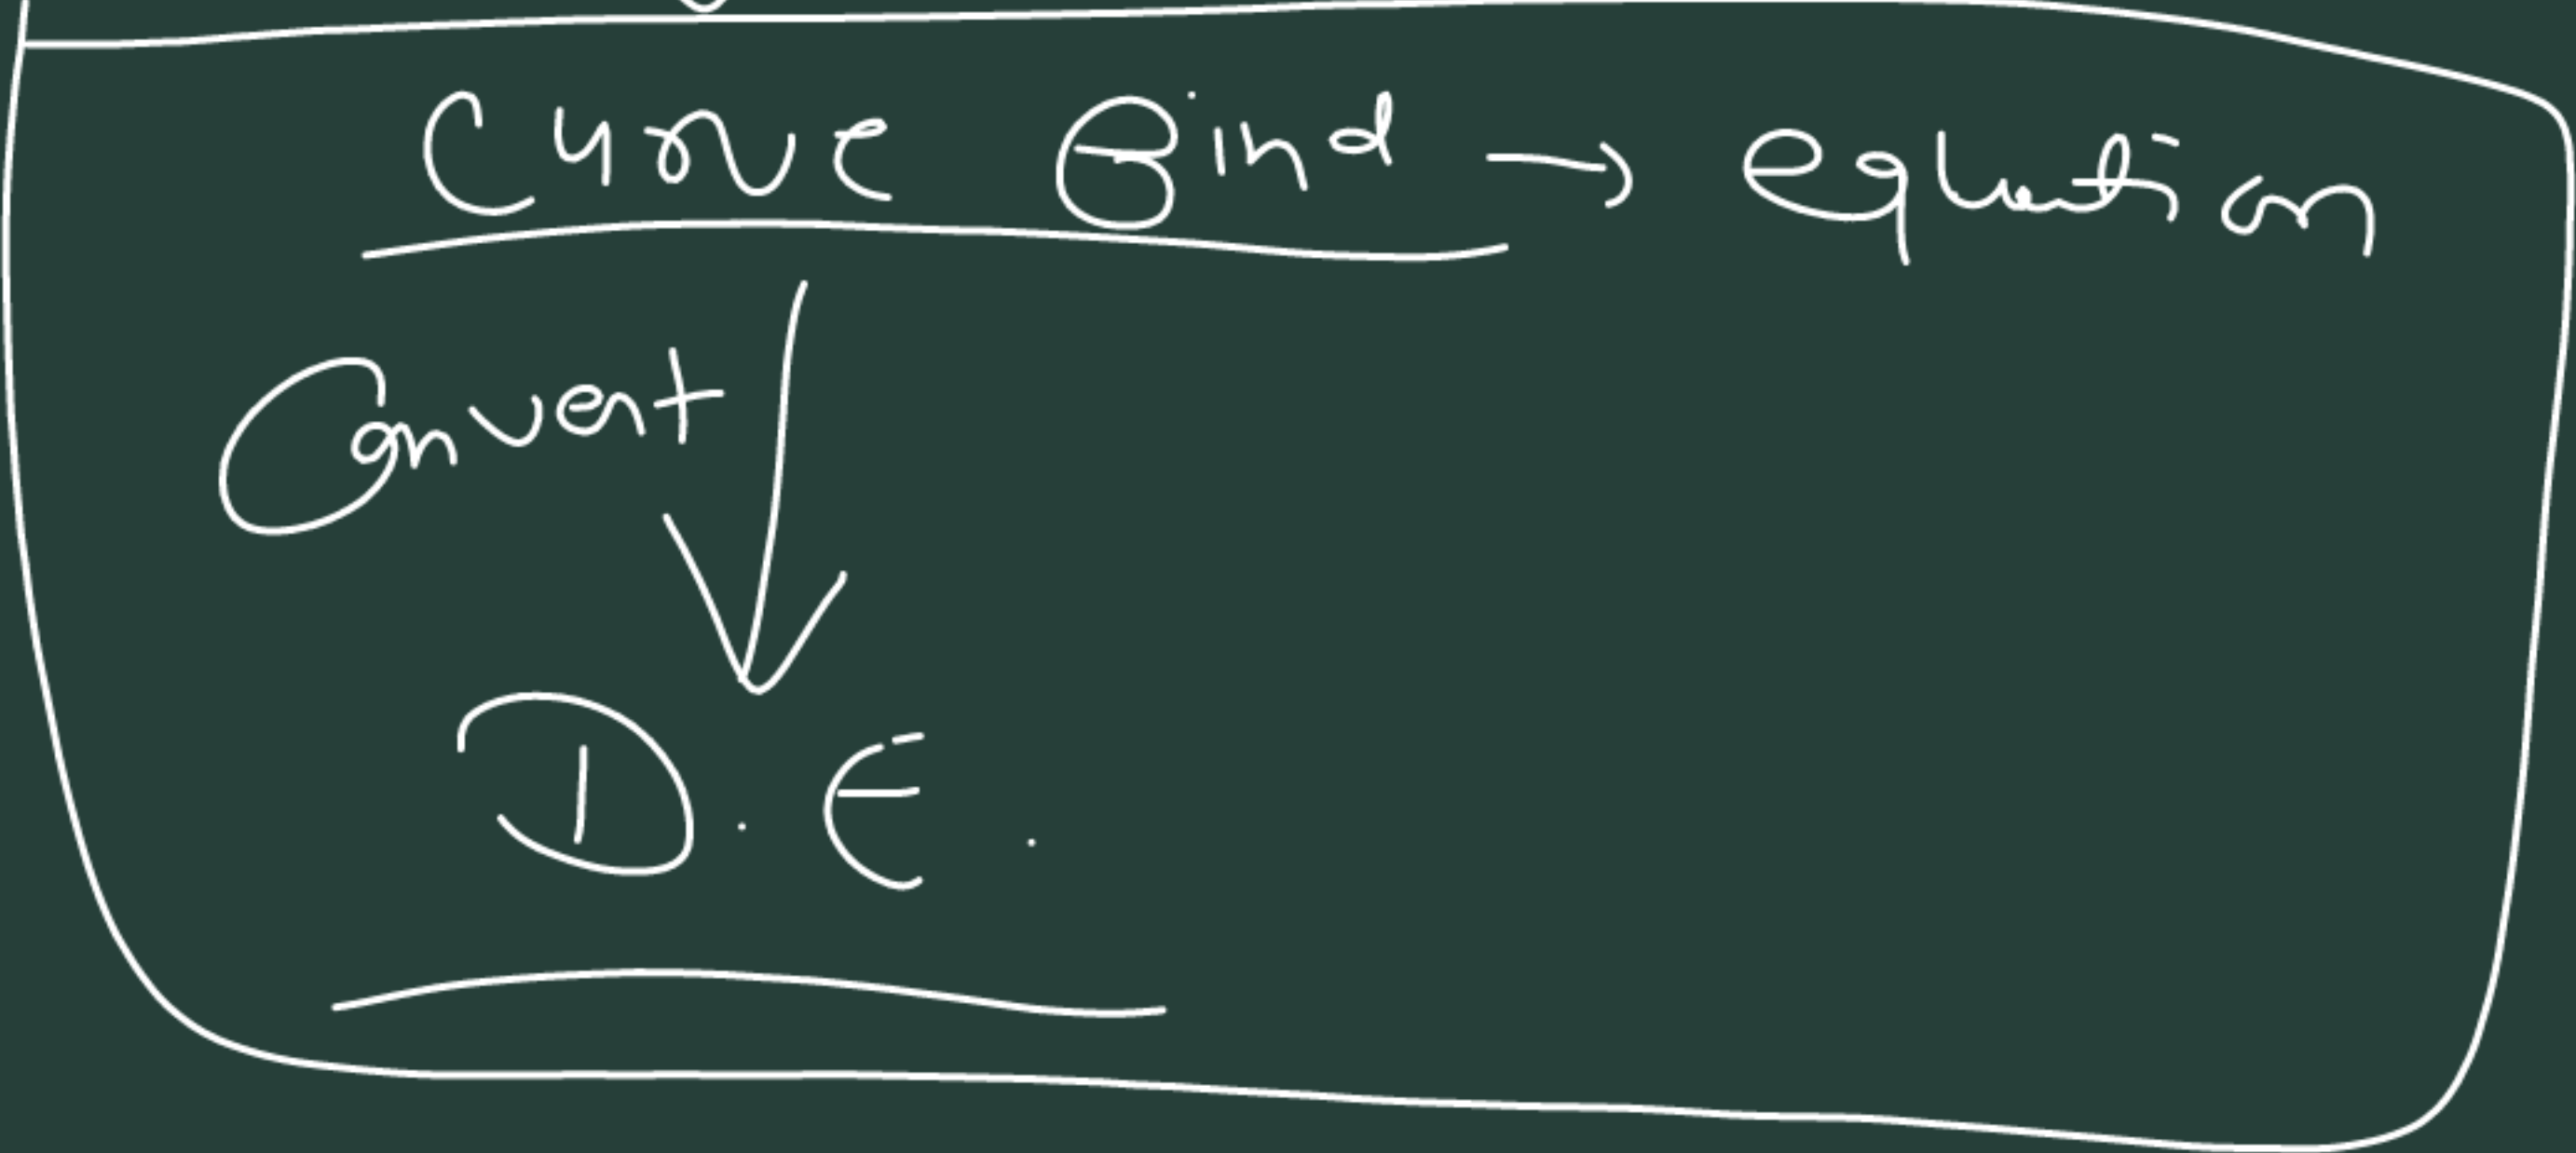 Curve Find → equation
Convert
D.E.